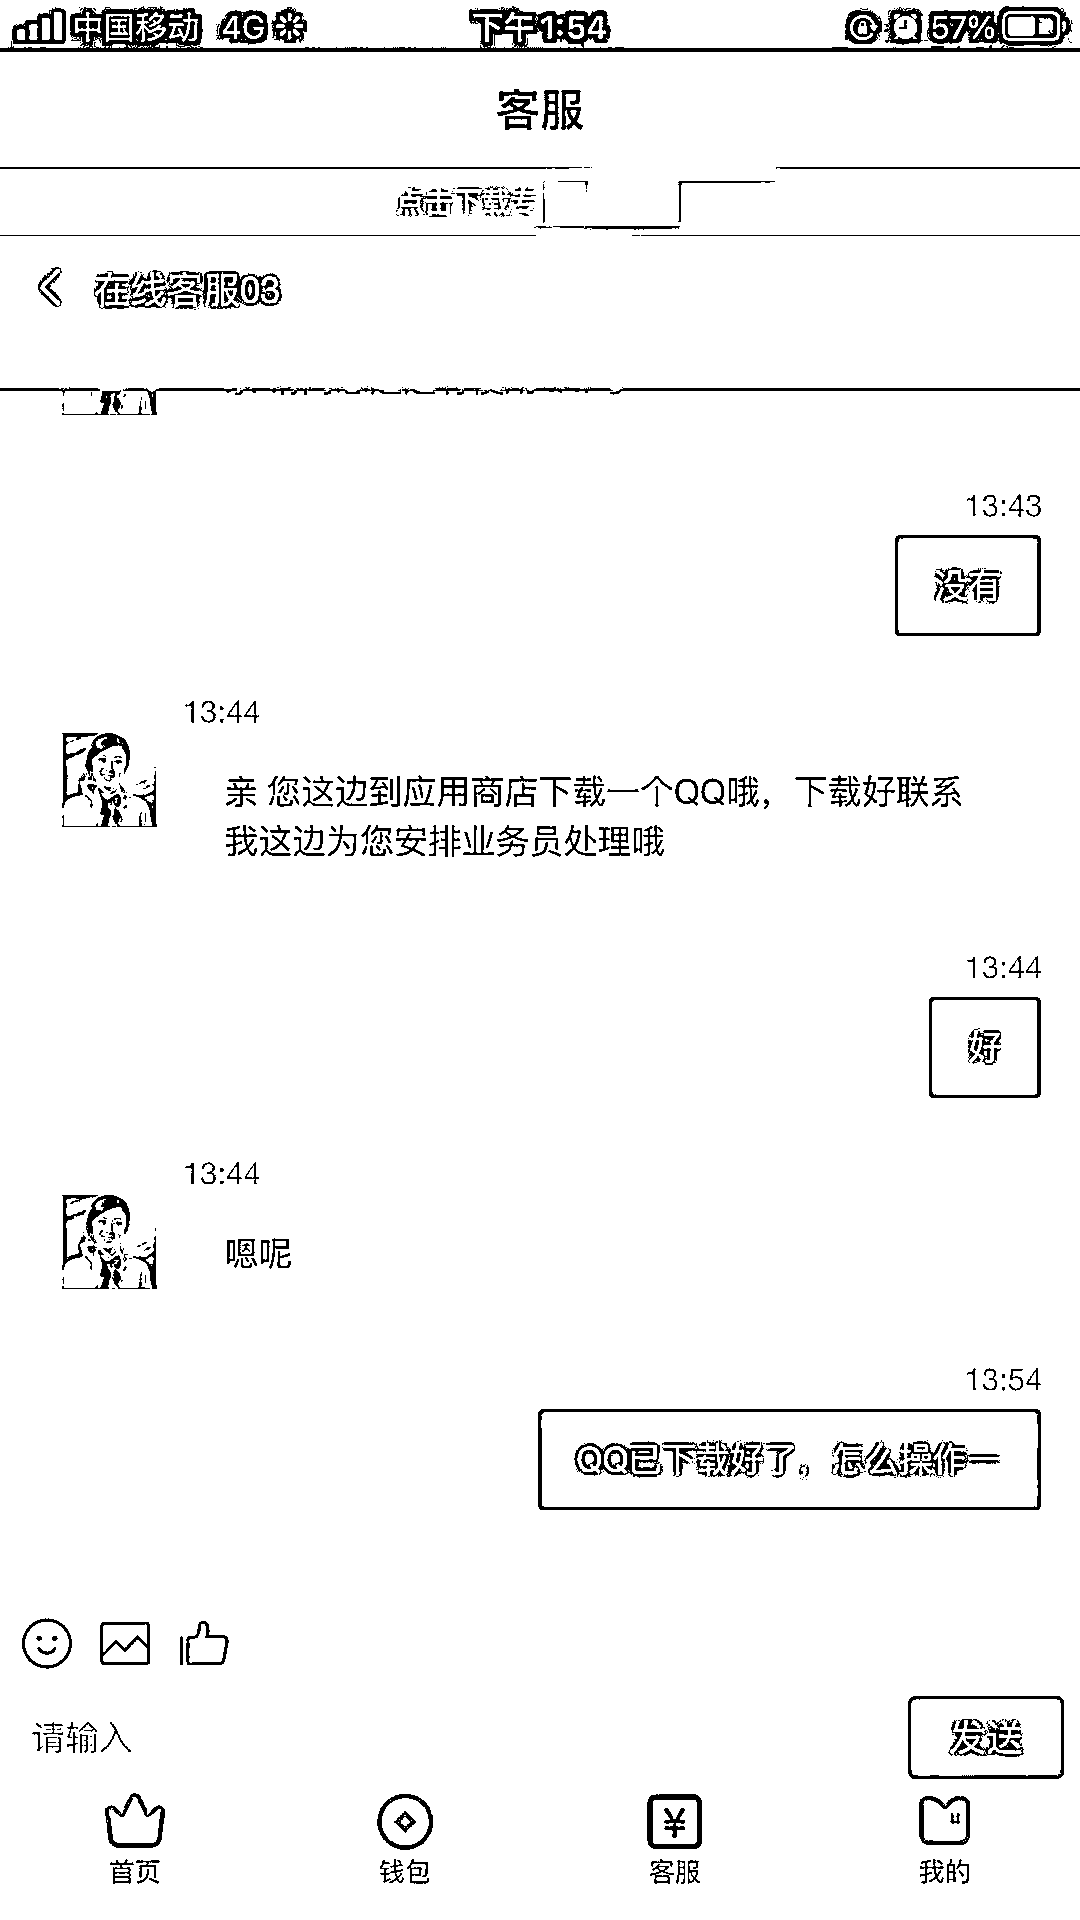 中国移动 4G 下午1:54 57%
客服
点击下载专
在线客服03
13:43
没有
13:44
亲 您这边到应用商店下载一个QQ哦，下载好联系
我这边为您安排业务员处理哦
13:44
好
13:44
嗯呢
13:54
QQ已下载好了。怎么操作一
请输入
发送
首页 钱包 客服 我的